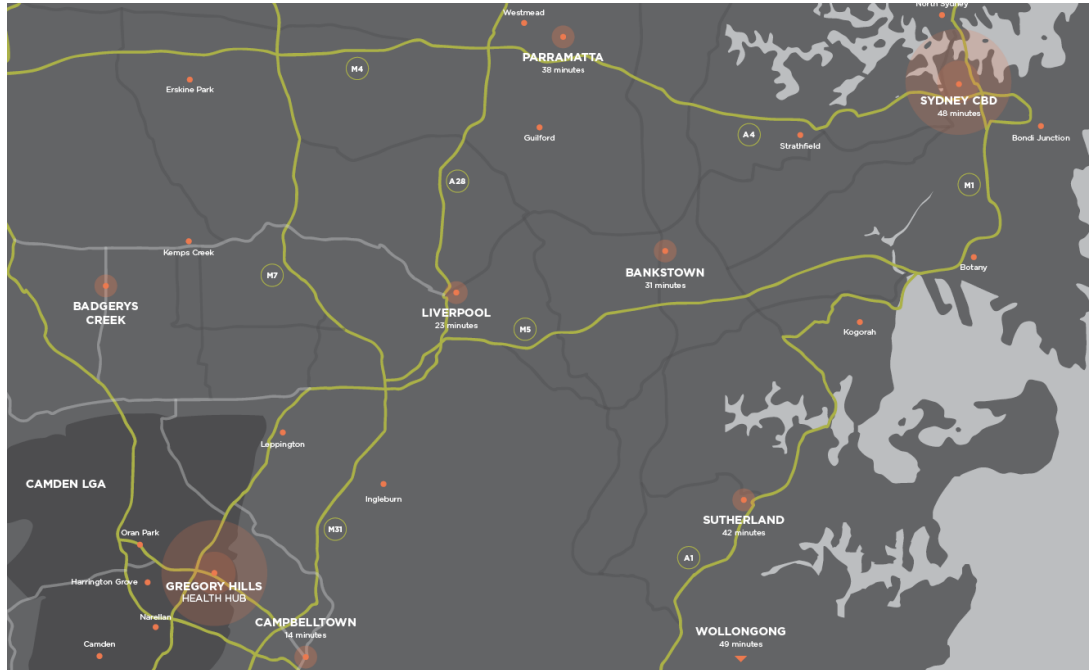 North Sydney
Westmead
PARRAMATTA
38 minutes
M4
Erskine Park
SYDNEY CBD
48 minutes
Guilford
A4
Strathfield
Bondi Junction
A28
M1
Kemps Creek
M7
BANKSTOWN
31 minutes
Botany
BADGERYS
CREEK
LIVERPOOL
23 minutes
M5
Kogorah
Leppington
CAMDEN LGA
Ingleburn
SUTHERLAND
42 minutes
M31
Oran Park
A1
Harrington Grove
GREGORY HILLS
HEALTH HUB
Narellan
CAMPBELLTOWN
14 minutes
WOLLONGONG
49 minutes
Camden